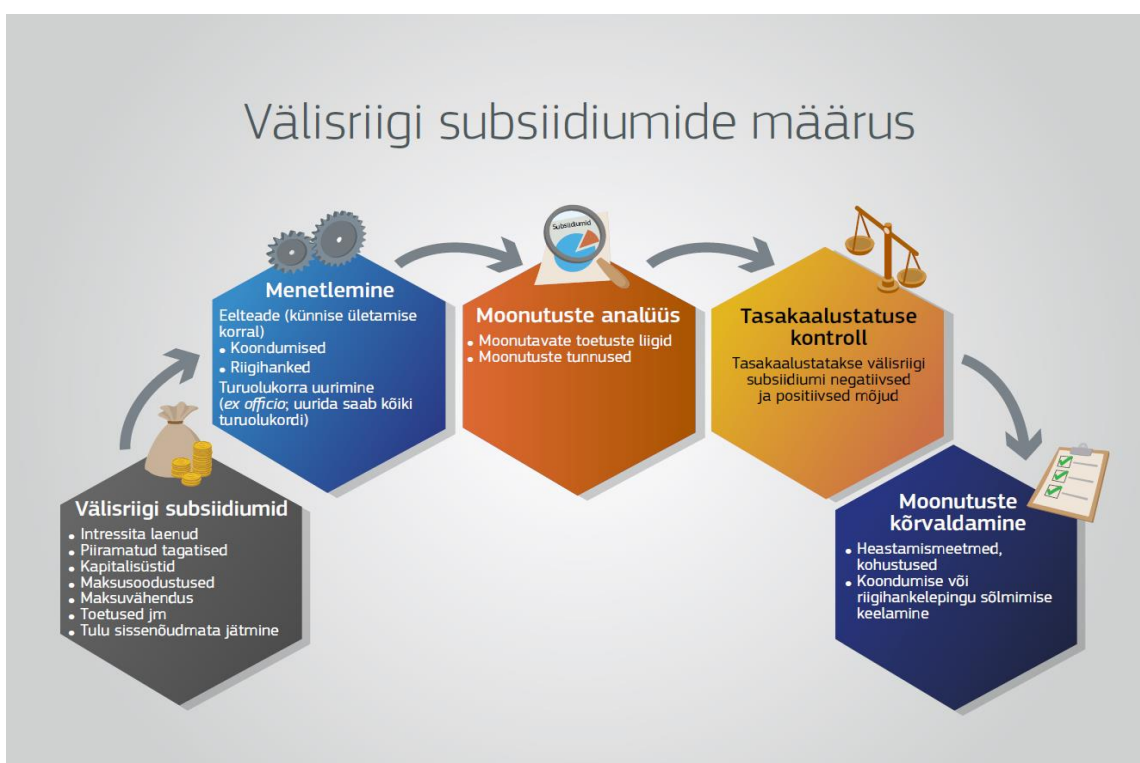 Välisriigi subsiidiumide määrus
Välisriigi subsiidiumid
• Intressita laenud
• Piiramatud tagatised
• Kapitalisüstid
• Maksusoodustused
• Maksuvähendus
• Toetused jm
• Tulu sissenõudmata jätmine
Menetlemine
Eelteade (künnise ületamise
korral)
• Koondumised
• Riigihanked
Turuolukorra uurimine
(ex officio; uurida saab kõiki
turuolukordi)
Subsiidiumid
Moonutuste analüüs
• Moonutavate toetuste liigid
• Moonutuste tunnused
Tasakaalustatuse
kontroll
Tasakaalustatakse välisriigi
subsiidiumi negatiivsed
ja positiivsed mõjud
Moonutuste
kõrvaldamine
• Heastamismeetmed,
kohustused
• Koondumise või
riigihankelepingu sõlmimise
keelamine